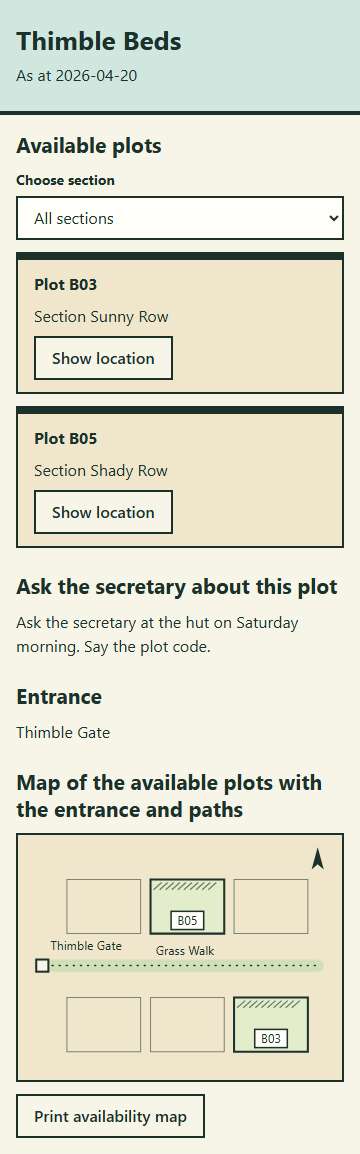 Thimble Beds
As at 2026-04-20
Available plots
Choose section
All sections
Plot B03
Section Sunny Row
Show location
Plot B05
Section Shady Row
Show location
Ask the secretary about this plot
Ask the secretary at the hut on Saturday
morning. Say the plot code.
Entrance
Thimble Gate
Map of the available plots with
the entrance and paths
B05
Thimble Gate
Grass Walk
B03
Print availability map